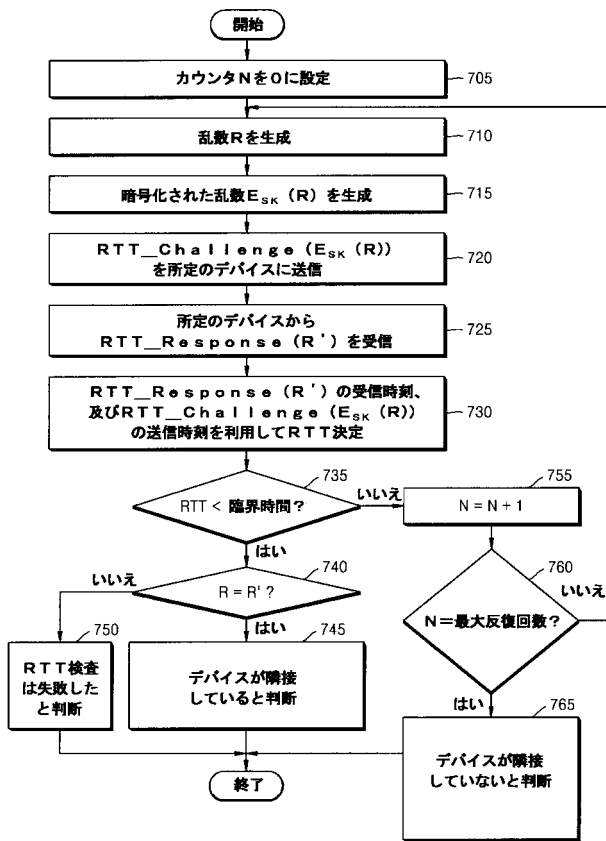 開始
カウンタNを0に設定
705
乱数Rを生成
710
暗号化された乱数E_SK(R)を生成
715
RTT__Challenge(E_SK(R))
を所定のデバイスに送信
720
所定のデバイスから
RTT__Response(R')を受信
725
RTT__Response(R')の受信時刻、
及びRTT__Challenge(E_SK(R))
の送信時刻を利用してRTT決定
730
735
RTT < 臨界時間?
いいえ
はい
755
N = N + 1
740
R = R' ?
いいえ
はい
760
N=最大反復回数?
いいえ
はい
750
RTT検査
は失敗した
と判断
745
デバイスが隣接
していると判断
765
デバイスが隣接
していないと判断
終了